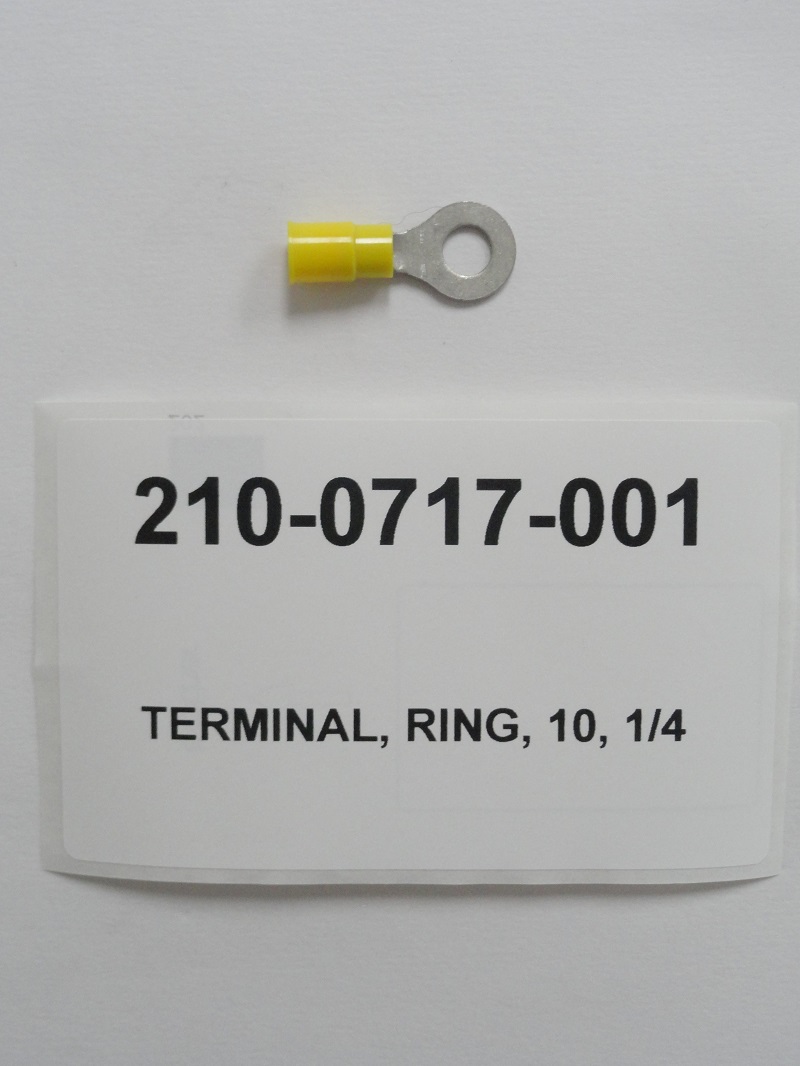 210-0717-001
TERMINAL, RING, 10, 1/4